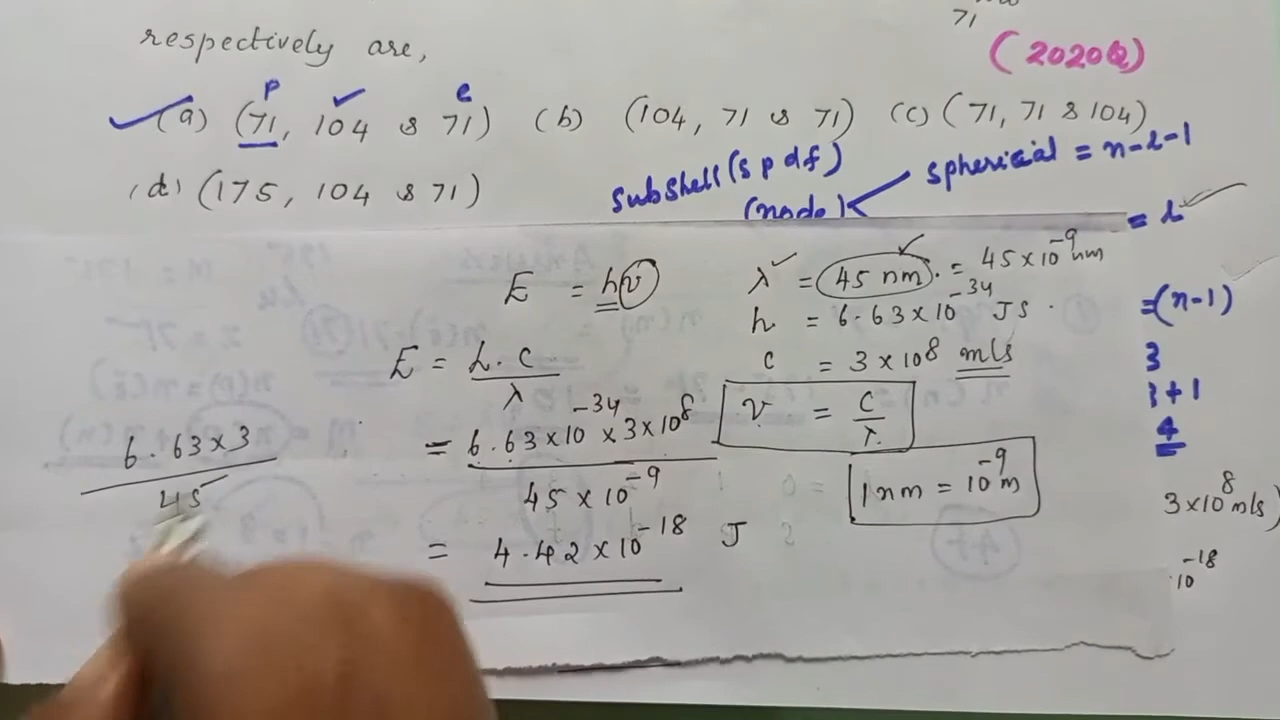 71
respectively are,
(2020Q)
p e
(a) (71, 104 & 71) (b) (104, 71 & 71) (c) (71, 71 & 104)
(d) (175, 104 & 71)
subshell (s p d f)
(node)
sphericial = n-l-1
= l
E = hν
λ = 45 nm. = 45 x 10^-9 nm
h = 6.63 x 10^-34 JS.
c = 3 x 10^8 m/s
= (n-1)
3
3+1
4
E = h.c / λ
ν = c / λ
= 6.63 x 10^-34 x 3 x 10^8 / 45 x 10^-9
1 nm = 10^-9 m
= 4.42 x 10^-18 J
6.63 x 3 / 45
3 x 10^8 m/s)
10^-18